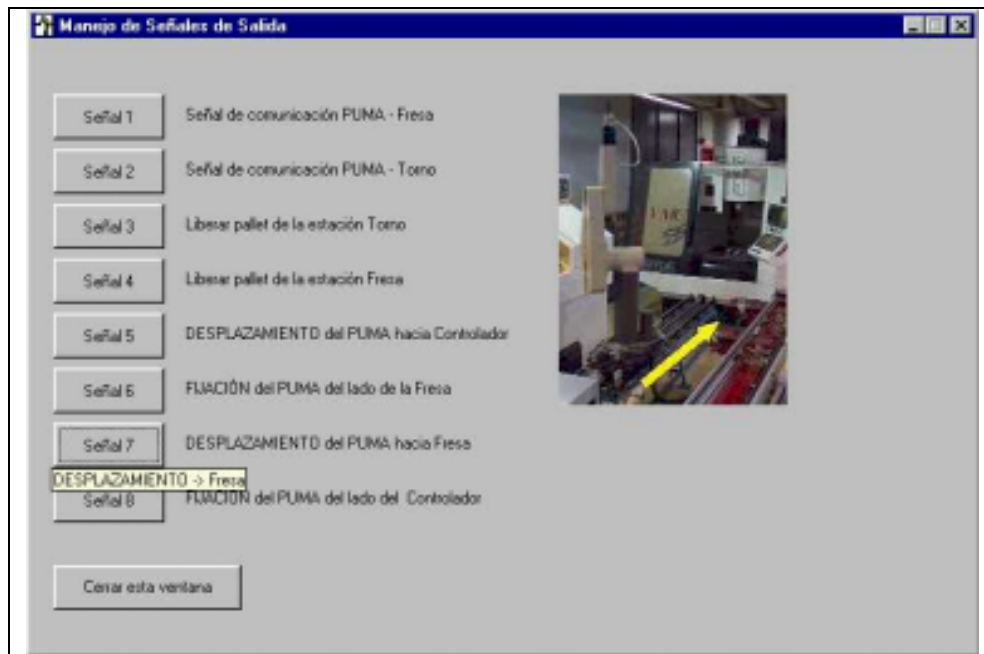 Manejo de Señales de Salida
Señal 1 Señal de comunicación PUMA - Fresa
Señal 2 Señal de comunicación PUMA - Torno
Señal 3 Liberar pallet de la estación Torno
Señal 4 Liberar pallet de la estación Fresa
Señal 5 DESPLAZAMIENTO del PUMA hacia Controlador
Señal 6 FIJACIÓN del PUMA del lado de la Fresa
Señal 7 DESPLAZAMIENTO del PUMA hacia Fresa
DESPLAZAMIENTO -> Fresa
Señal 8 FIJACIÓN del PUMA del lado del Controlador
Cerrar esta ventana
VMC